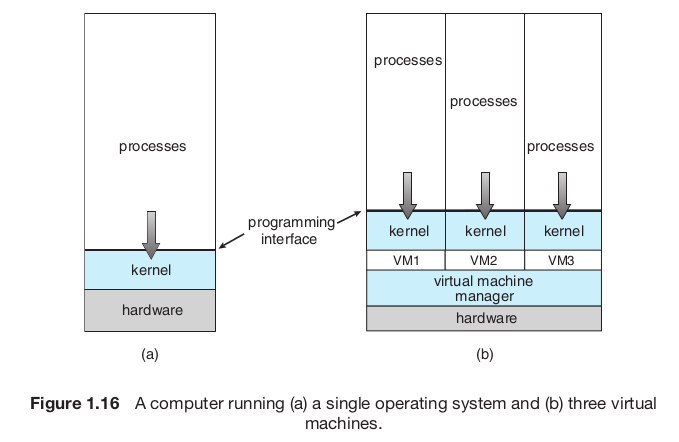 processes
kernel
hardware
(a)
programming
interface
processes
processes
processes
kernel kernel kernel
VM1 VM2 VM3
virtual machine
manager
hardware
(b)
Figure 1.16 A computer running (a) a single operating system and (b) three virtual
machines.